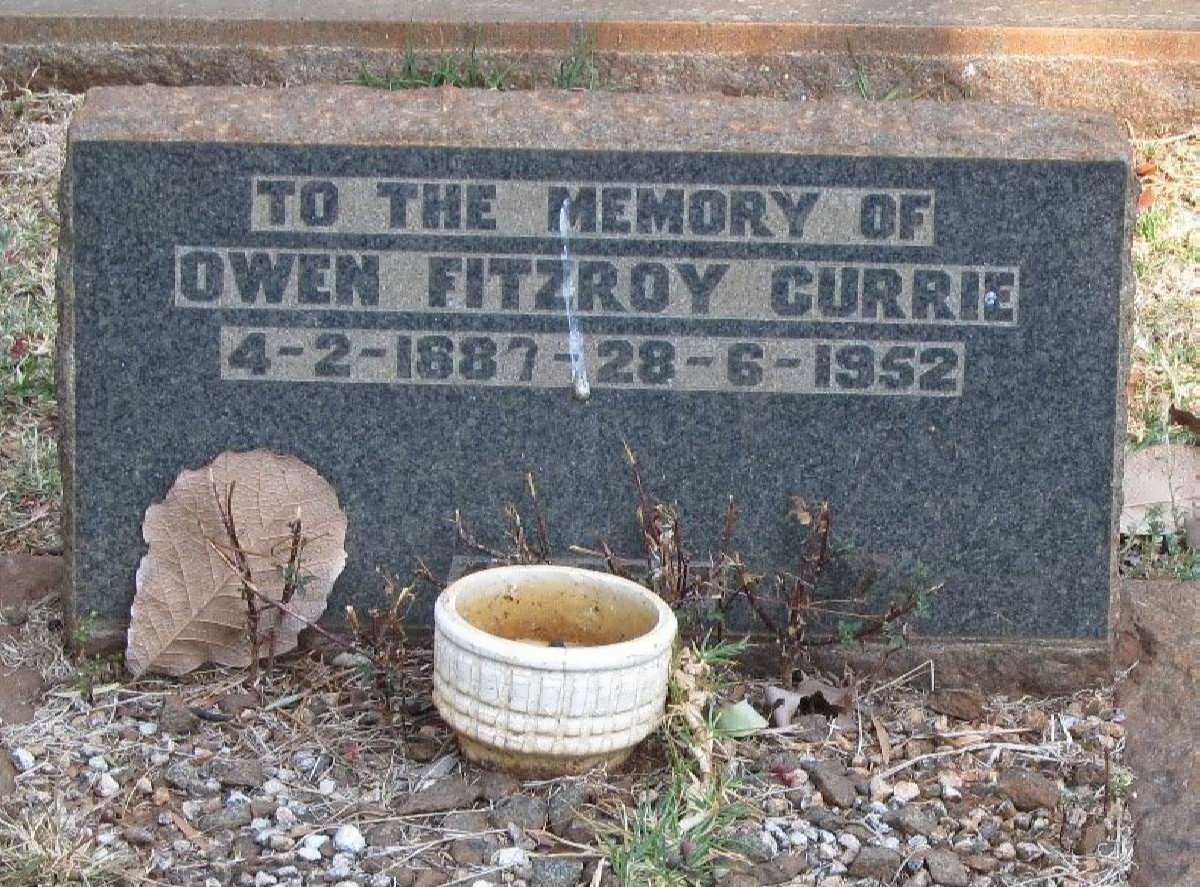 TO THE MEMORY OF
OWEN FITZROY CURRIE
4-2-1887-28-6-1952